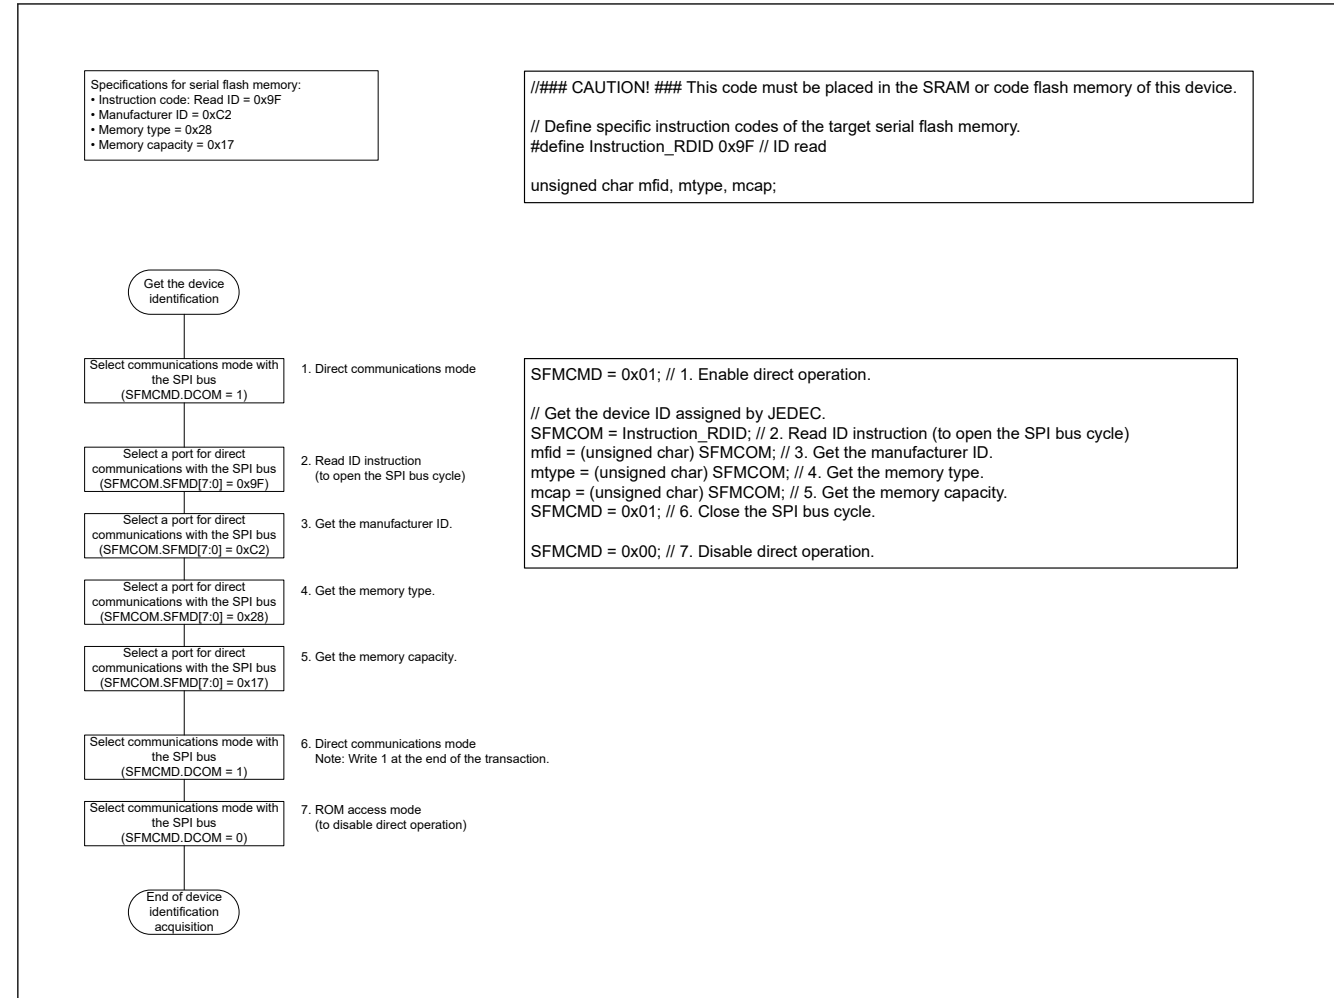 Specifications for serial flash memory:
• Instruction code: Read ID = 0x9F
• Manufacturer ID = 0xC2
• Memory type = 0x28
• Memory capacity = 0x17
//### CAUTION! ### This code must be placed in the SRAM or code flash memory of this device.
// Define specific instruction codes of the target serial flash memory.
#define Instruction_RDID 0x9F // ID read
unsigned char mfid, mtype, mcap;
Get the device
identification
Select communications mode with
the SPI bus
(SFMCMD.DCOM = 1)
1. Direct communications mode
Select a port for direct
communications with the SPI bus
(SFMCOM.SFMD[7:0] = 0x9F)
2. Read ID instruction
(to open the SPI bus cycle)
Select a port for direct
communications with the SPI bus
(SFMCOM.SFMD[7:0] = 0xC2)
3. Get the manufacturer ID.
Select a port for direct
communications with the SPI bus
(SFMCOM.SFMD[7:0] = 0x28)
4. Get the memory type.
Select a port for direct
communications with the SPI bus
(SFMCOM.SFMD[7:0] = 0x17)
5. Get the memory capacity.
Select communications mode with
the SPI bus
(SFMCMD.DCOM = 1)
6. Direct communications mode
Note: Write 1 at the end of the transaction.
Select communications mode with
the SPI bus
(SFMCMD.DCOM = 0)
7. ROM access mode
(to disable direct operation)
End of device
identification
acquisition
SFMCMD = 0x01; // 1. Enable direct operation.
// Get the device ID assigned by JEDEC.
SFMCOM = Instruction_RDID; // 2. Read ID instruction (to open the SPI bus cycle)
mfid = (unsigned char) SFMCOM; // 3. Get the manufacturer ID.
mtype = (unsigned char) SFMCOM; // 4. Get the memory type.
mcap = (unsigned char) SFMCOM; // 5. Get the memory capacity.
SFMCMD = 0x01; // 6. Close the SPI bus cycle.
SFMCMD = 0x00; // 7. Disable direct operation.